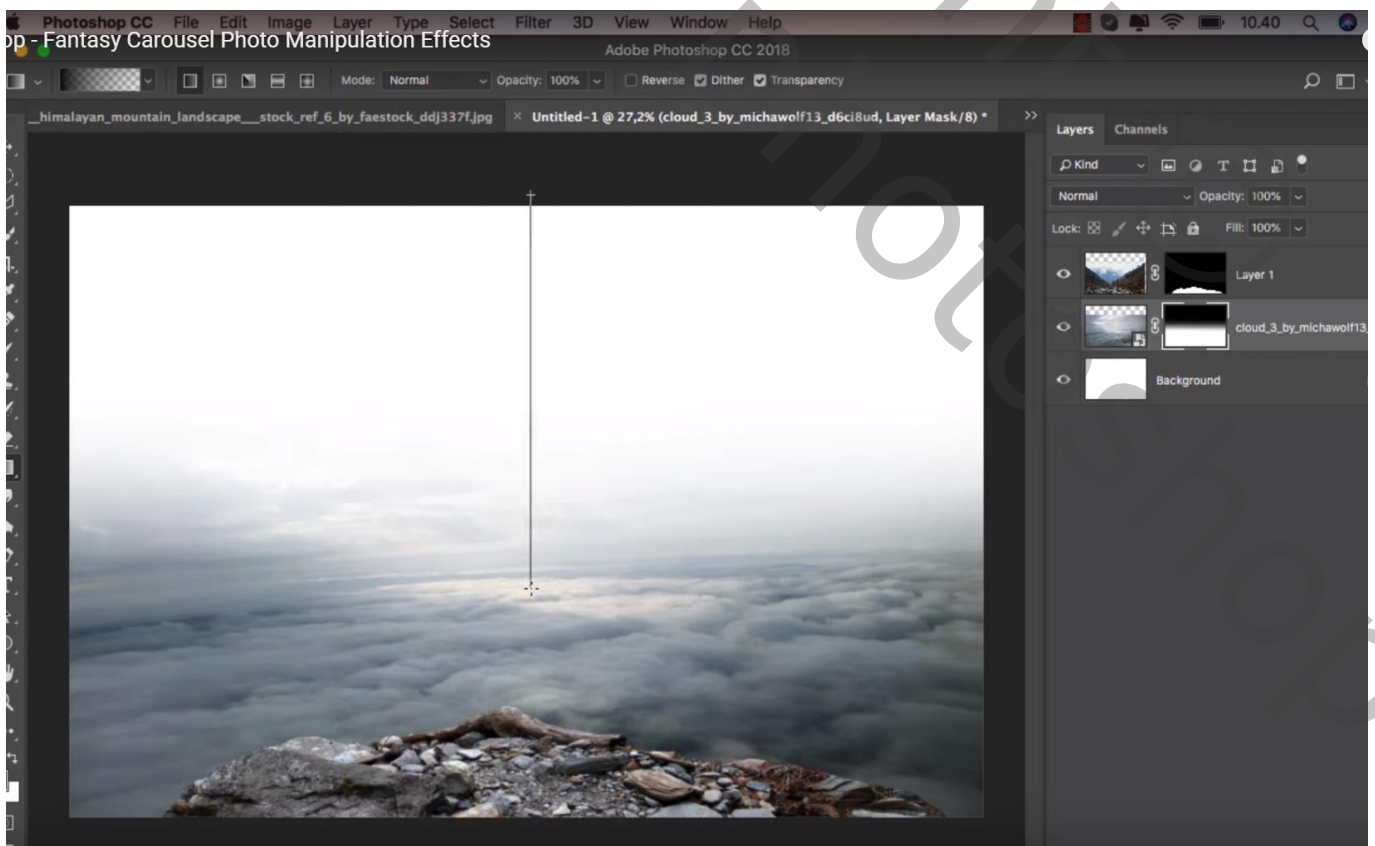 Photoshop CC File Edit Image Layer Type Select Filter 3D View Window Help 10.40
op - Fantasy Carousel Photo Manipulation Effects
Adobe Photoshop CC 2018
Mode: Normal Opacity: 100% Reverse Dither Transparency
_himalayan_mountain_landscape__stock_ref_6_by_faestock_ddj337f.jpg × Untitled-1 @ 27,2% (cloud_3_by_michawolf13_d6ci8ud, Layer Mask/8) * >>
Layers Channels
Kind
Normal Opacity: 100%
Lock: Fill: 100%
Layer 1
cloud_3_by_michawolf13_
Background
Photoshop